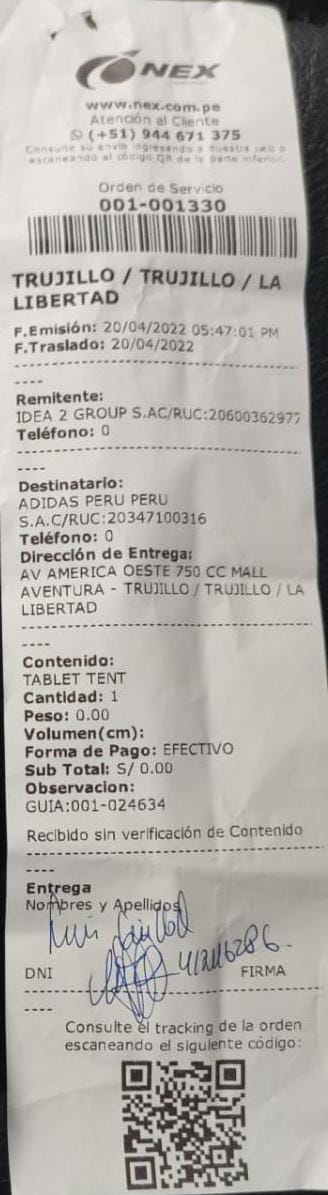 NEX
www.nex.com.pe
Atención al Cliente
(+51) 944 671 375
Consulte su envío ingresando a nuestra web o
escaneando el código QR de la parte inferior.
Orden de Servicio
001-001330
TRUJILLO / TRUJILLO / LA
LIBERTAD
F.Emisión: 20/04/2022 05:47:01 PM
F.Traslado: 20/04/2022
----
Remitente:
IDEA 2 GROUP S.AC/RUC:20600362977
Teléfono: 0
----
Destinatario:
ADIDAS PERU PERU
S.A.C/RUC:20347100316
Teléfono: 0
Dirección de Entrega:
AV AMERICA OESTE 750 CC MALL
AVENTURA - TRUJILLO / TRUJILLO / LA
LIBERTAD
----
Contenido:
TABLET TENT
Cantidad: 1
Peso: 0.00
Volumen(cm):
Forma de Pago: EFECTIVO
Sub Total: S/ 0.00
Observacion:
GUIA:001-024634
Recibido sin verificación de Contenido
----
Entrega
Nombres y Apellidos
DNI FIRMA
----
Consulte el tracking de la orden
escaneando el siguiente código: